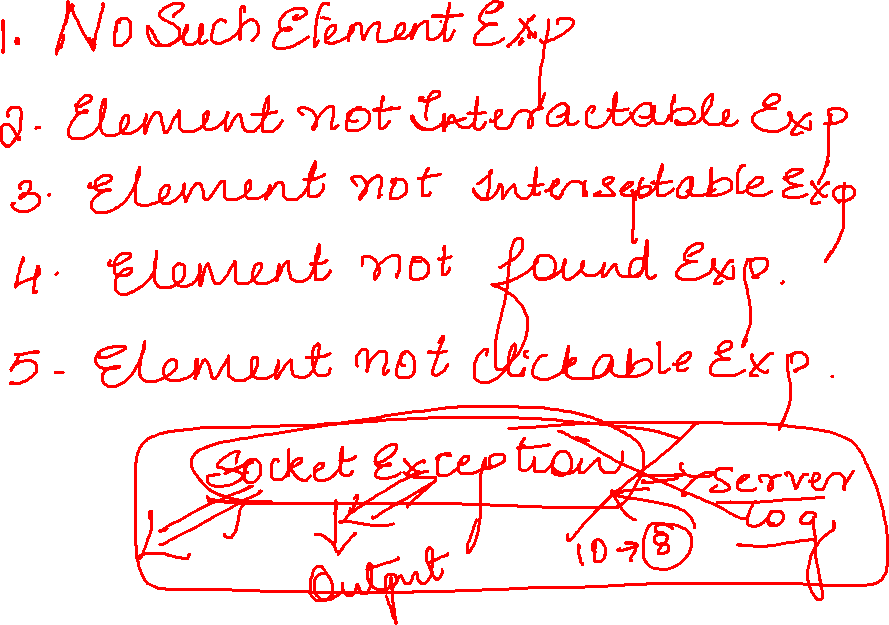 1. No Such Element Exp
2. Element not Interactable Exp
3. Element not Interseptable Exp
4. Element not found Exp.
5 - Element not clickable Exp.
Socket Exception
Server
log
Output
10 → 8